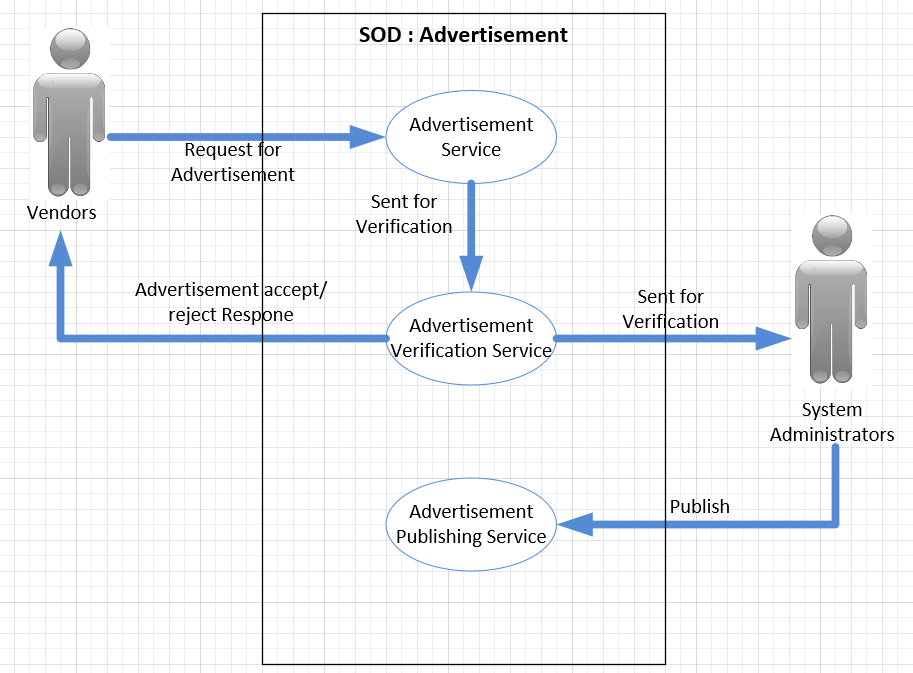 SOD : Advertisement
Advertisement
Service
Request for
Advertisement
Vendors
Sent for
Verification
Advertisement accept/
reject Respone
Advertisement
Verification Service
Sent for
Verification
System
Administrators
Advertisement
Publishing Service
Publish